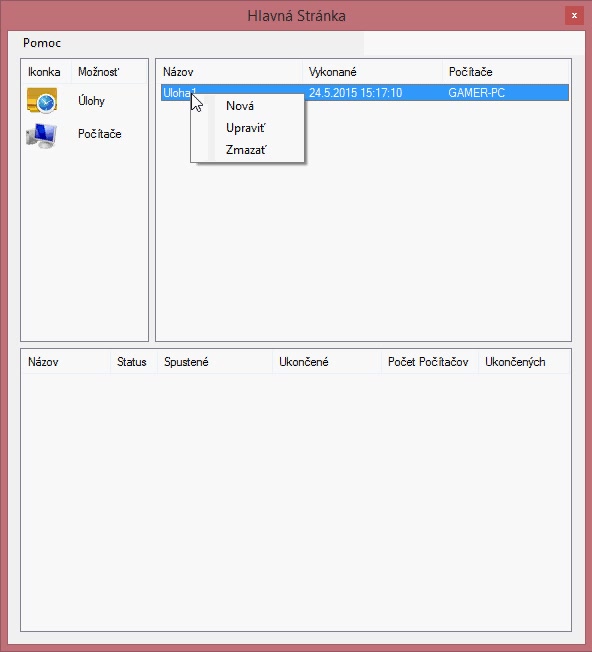 Hlavná Stránka
x
Pomoc
Ikonka Možnosť
Úlohy
Počítače
Názov Vykonané Počítače
Uloha1 24.5.2015 15:17:10 GAMER-PC
Nová
Upraviť
Zmazať
Názov Status Spustené Ukončené Počet Počítačov Ukončených